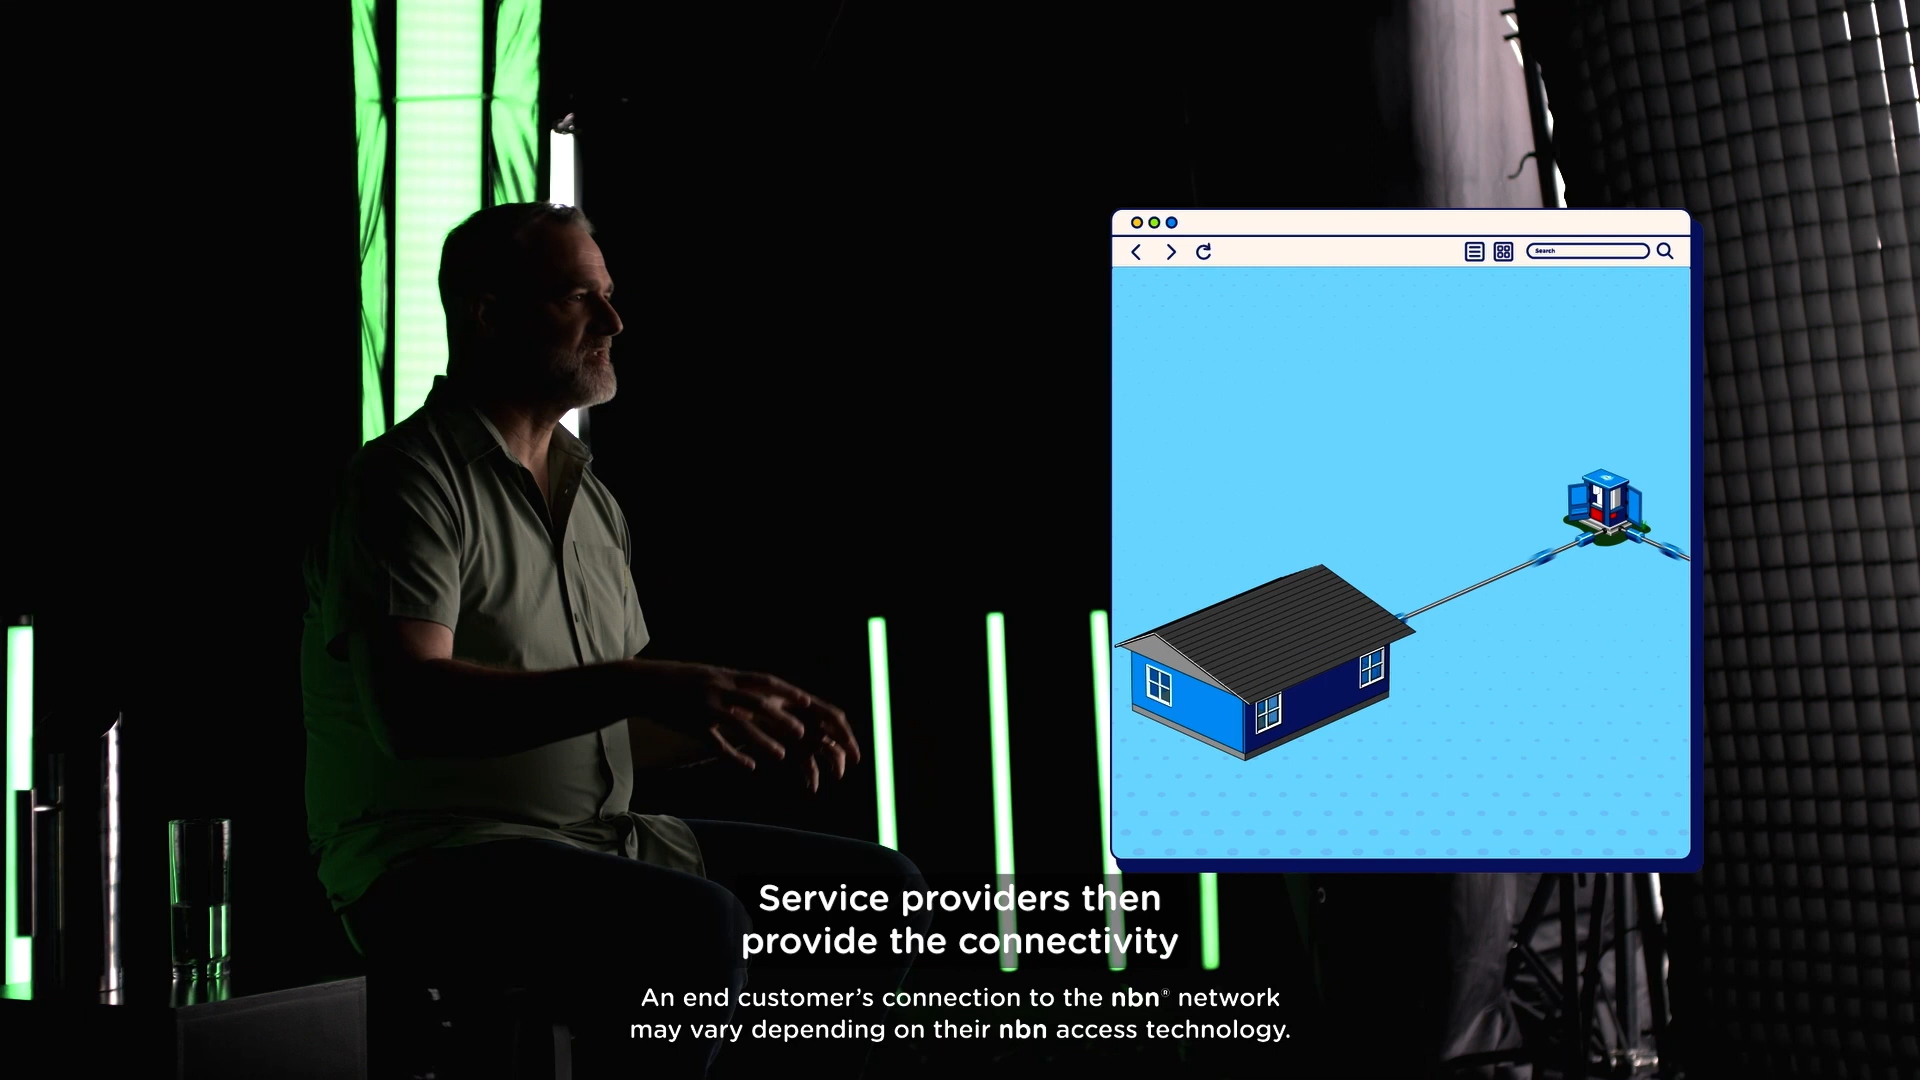 Search
Service providers then
provide the connectivity
An end customer's connection to the nbn® network
may vary depending on their nbn access technology.